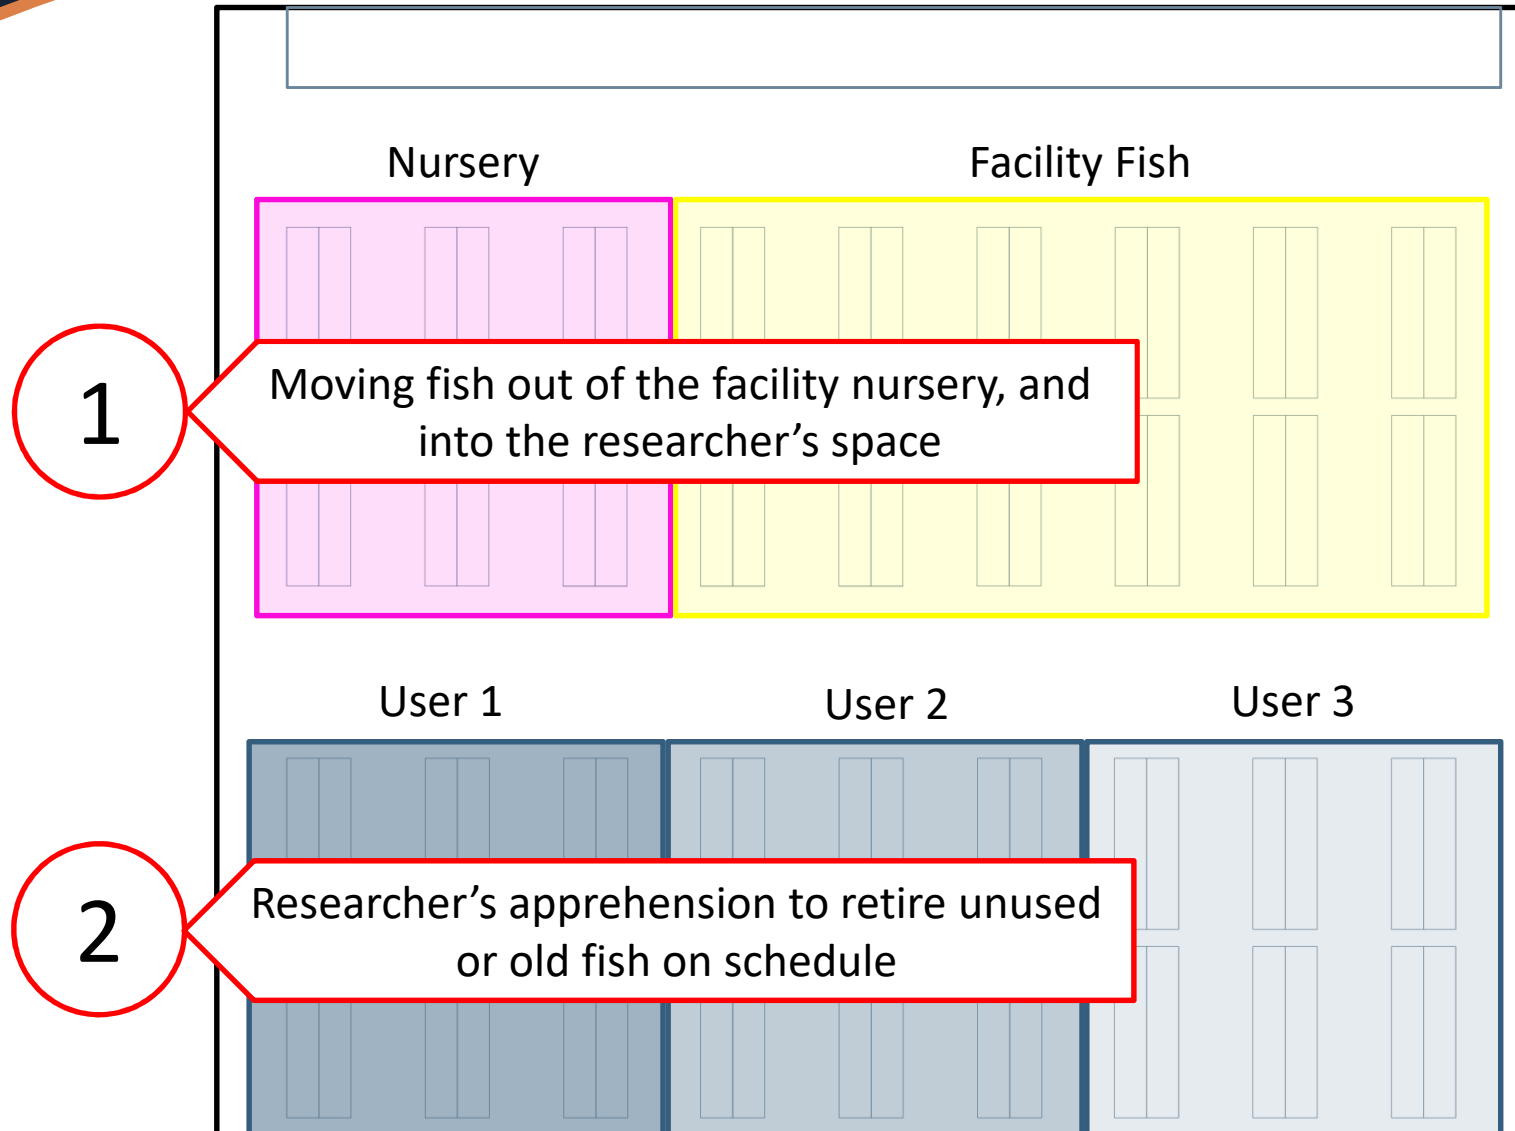 Nursery
Facility Fish
1
Moving fish out of the facility nursery, and
into the researcher’s space
User 1
User 2
User 3
2
Researcher’s apprehension to retire unused
or old fish on schedule